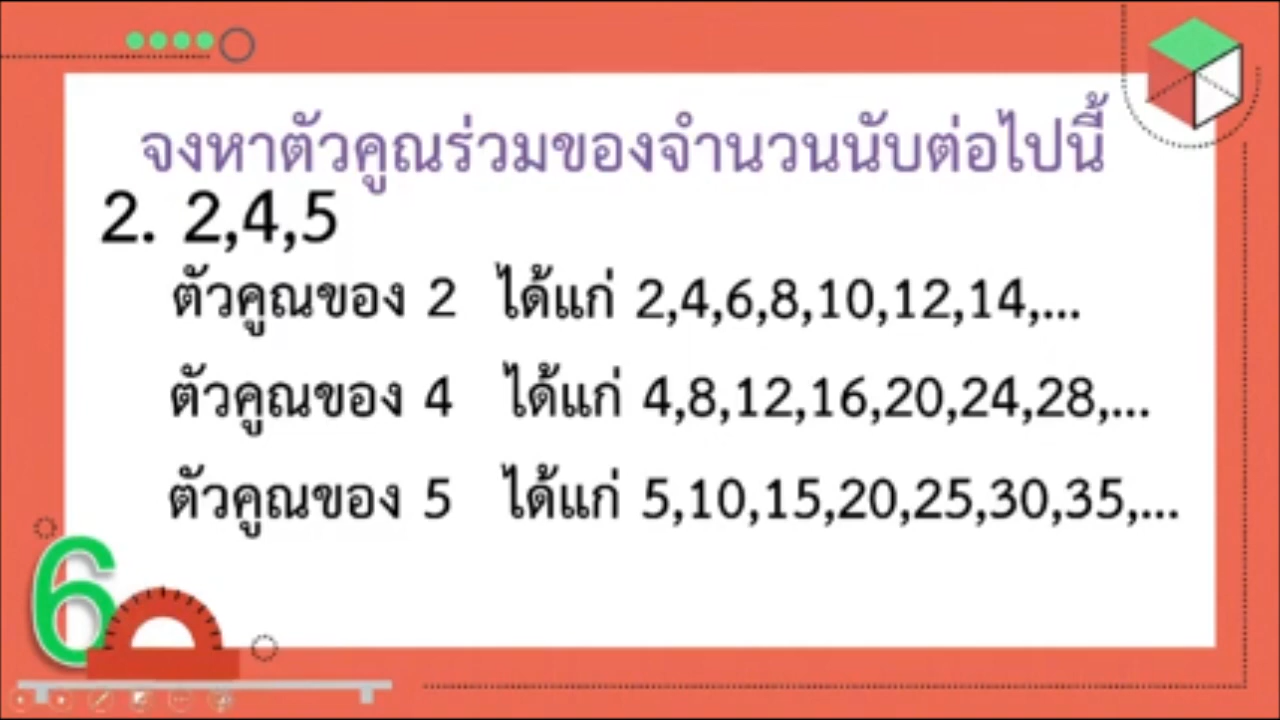 จงหาตัวคูณร่วมของจำนวนนับต่อไปนี้
2. 2,4,5
ตัวคูณของ 2 ได้แก่ 2,4,6,8,10,12,14,...
ตัวคูณของ 4 ได้แก่ 4,8,12,16,20,24,28,...
ตัวคูณของ 5 ได้แก่ 5,10,15,20,25,30,35,...
6